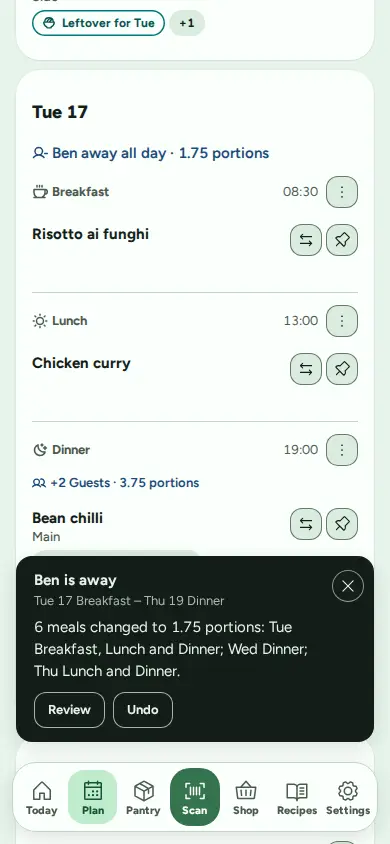 Leftover for Tue
+1
Tue 17
Ben away all day · 1.75 portions
Breakfast
08:30
Risotto ai funghi
Lunch
13:00
Chicken curry
Dinner
19:00
+2 Guests · 3.75 portions
Bean chilli
Main
Ben is away
Tue 17 Breakfast – Thu 19 Dinner
6 meals changed to 1.75 portions: Tue
Breakfast, Lunch and Dinner; Wed Dinner;
Thu Lunch and Dinner.
Review
Undo
Today
Plan
Pantry
Scan
Shop
Recipes
Settings